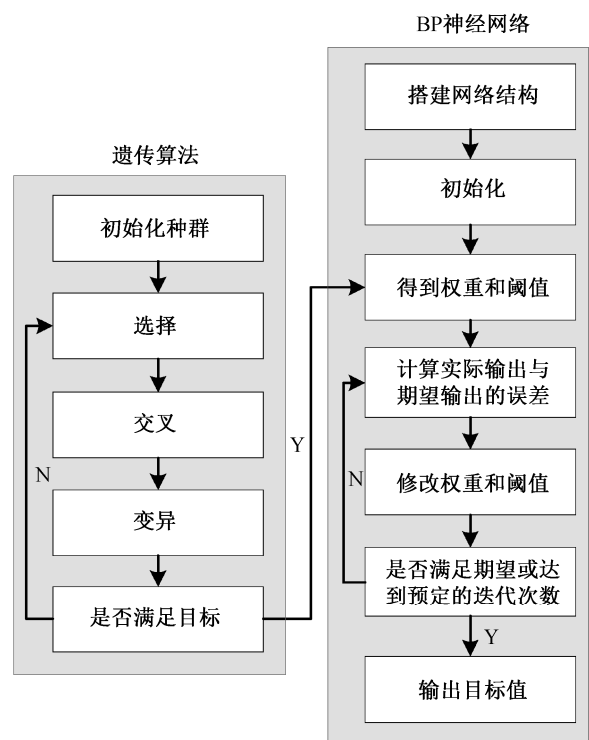 遗传算法
初始化种群
选择
交叉
变异
是否满足目标
N
Y
BP神经网络
搭建网络结构
初始化
得到权重和阈值
计算实际输出与
期望输出的误差
修改权重和阈值
是否满足期望或达
到预定的迭代次数
N
Y
输出目标值